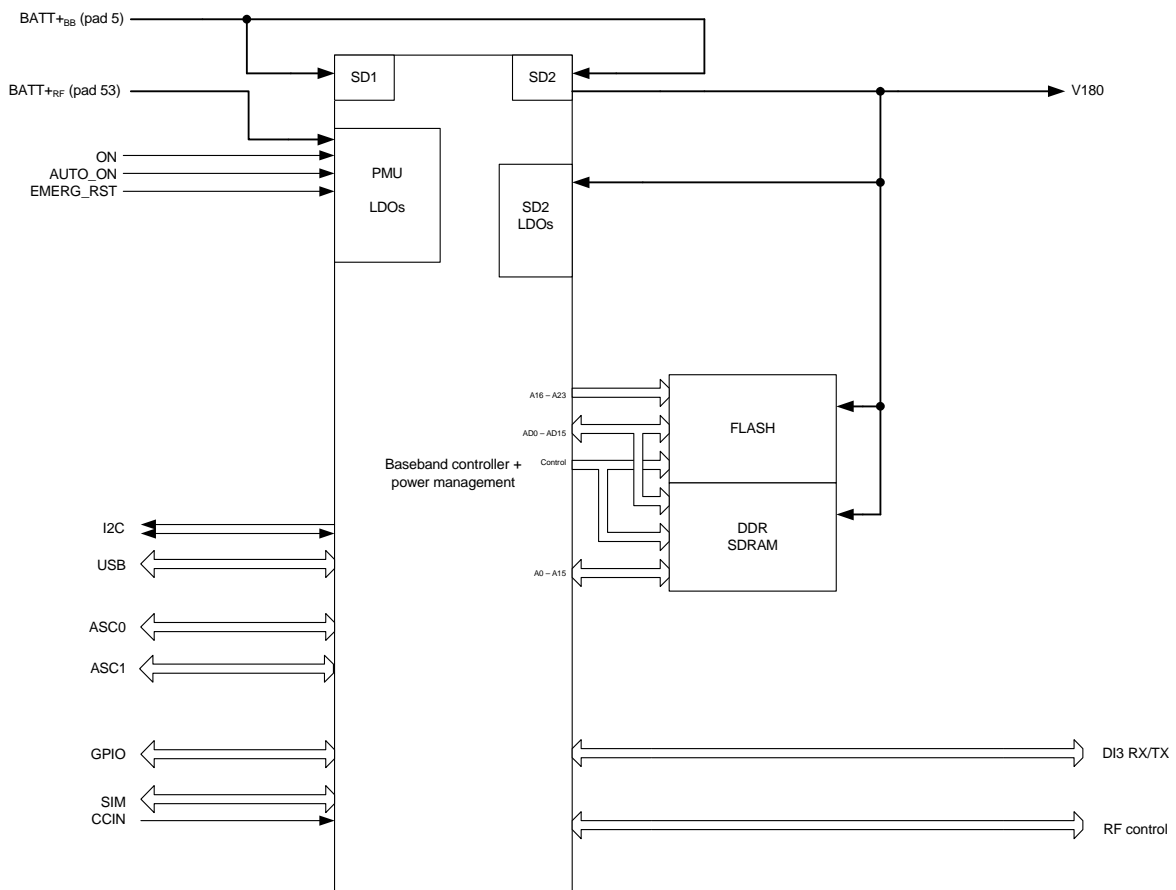 BATT+BB (pad 5)
SD1
SD2
BATT+RF (pad 53)
V180
ON
AUTO_ON
EMERG_RST
PMU
LDOs
SD2
LDOs
A16 – A23
AD0 – AD15
FLASH
Control
Baseband controller +
power management
DDR
SDRAM
I2C
USB
A0 – A15
ASC0
ASC1
GPIO
DI3 RX/TX
SIM
CCIN
RF control